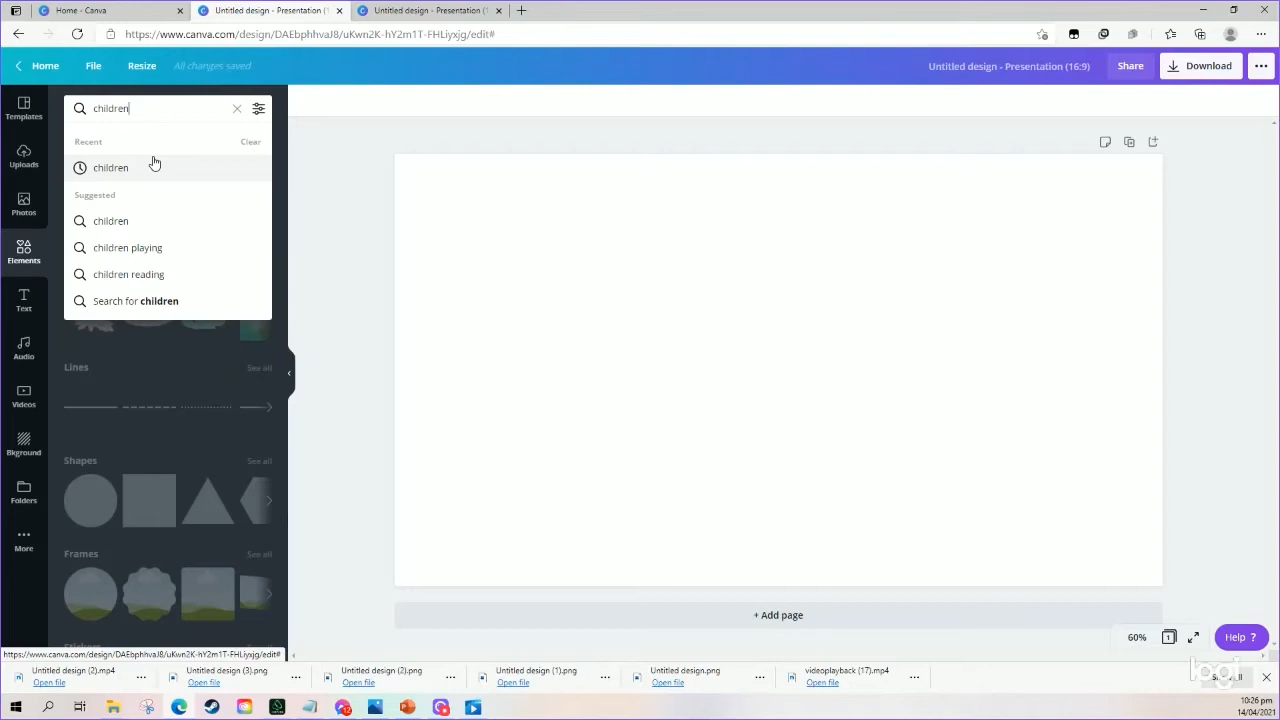 Home - Canva
Untitled design - Presentation (1
Untitled design - Presentation (1
https://www.canva.com/design/DAEbphhvaJ8/uKwn2K-hY2m1T-FHLiyxjg/edit#
Home
File
Resize
All changes saved
Untitled design - Presentation (16:9)
Share
Download
Templates
Uploads
Photos
Elements
Text
Audio
Videos
Bkground
Folders
More
children
Recent
Clear
children
Suggested
children
children playing
children reading
Search for children
Lines
See all
Shapes
See all
Frames
See all
Stickers
+ Add page
60%
1
Help ?
https://www.canva.com/design/DAEbphhvaJ8/uKwn2K-hY2m1T-FHLiyxjg/edit#
Untitled design (2).mp4
Open file
Untitled design (3).png
Open file
Untitled design (2).png
Open file
Untitled design (1).png
Open file
Untitled design.png
Open file
videoplayback (17).mp4
Open file
12
10:26 pm
14/04/2021